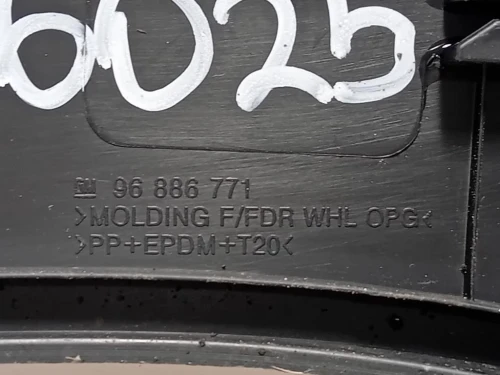 6025
GM 96 886 771
>MOLDING F/FDR WHL OPG<
>PP+EPDM+T20<